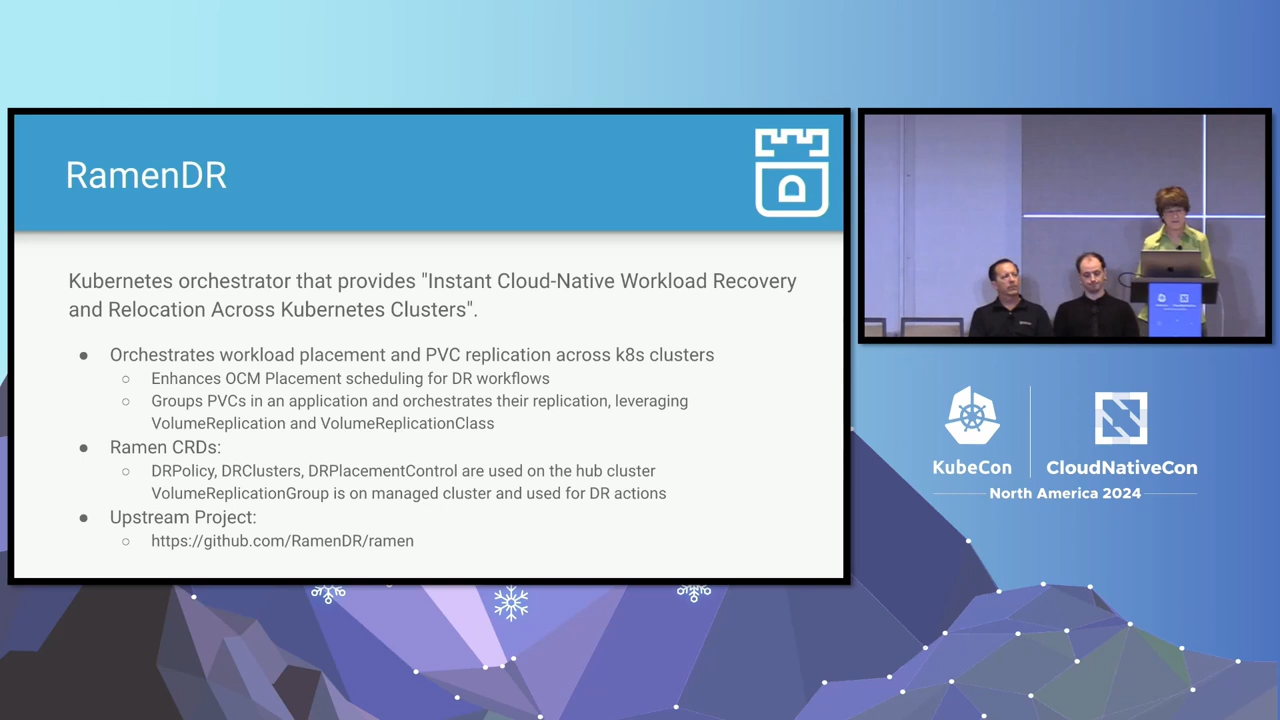 RamenDR
Kubernetes orchestrator that provides "Instant Cloud-Native Workload Recovery
and Relocation Across Kubernetes Clusters".
● Orchestrates workload placement and PVC replication across k8s clusters
○ Enhances OCM Placement scheduling for DR workflows
○ Groups PVCs in an application and orchestrates their replication, leveraging
VolumeReplication and VolumeReplicationClass
● Ramen CRDs:
○ DRPolicy, DRClusters, DRPlacementControl are used on the hub cluster
VolumeReplicationGroup is on managed cluster and used for DR actions
● Upstream Project:
○ https://github.com/RamenDR/ramen
KubeCon
CloudNativeCon
North America 2024